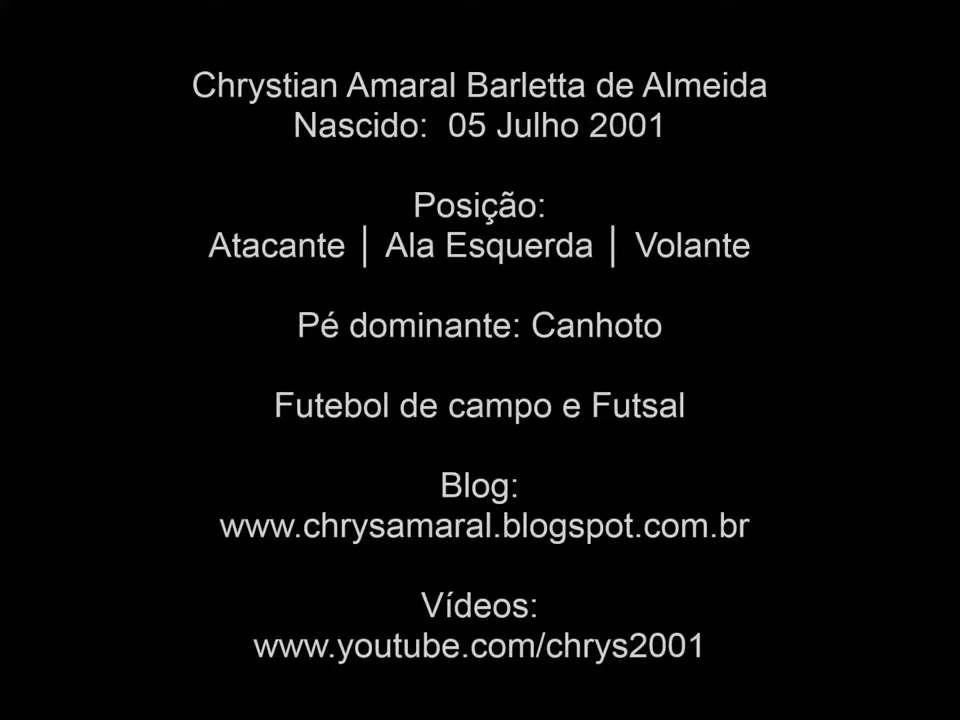 Chrystian Amaral Barletta de Almeida
Nascido:  05 Julho 2001
Posição:
Atacante | Ala Esquerda | Volante
Pé dominante: Canhoto
Futebol de campo e Futsal
Blog:
www.chrysamaral.blogspot.com.br
Vídeos:
www.youtube.com/chrys2001